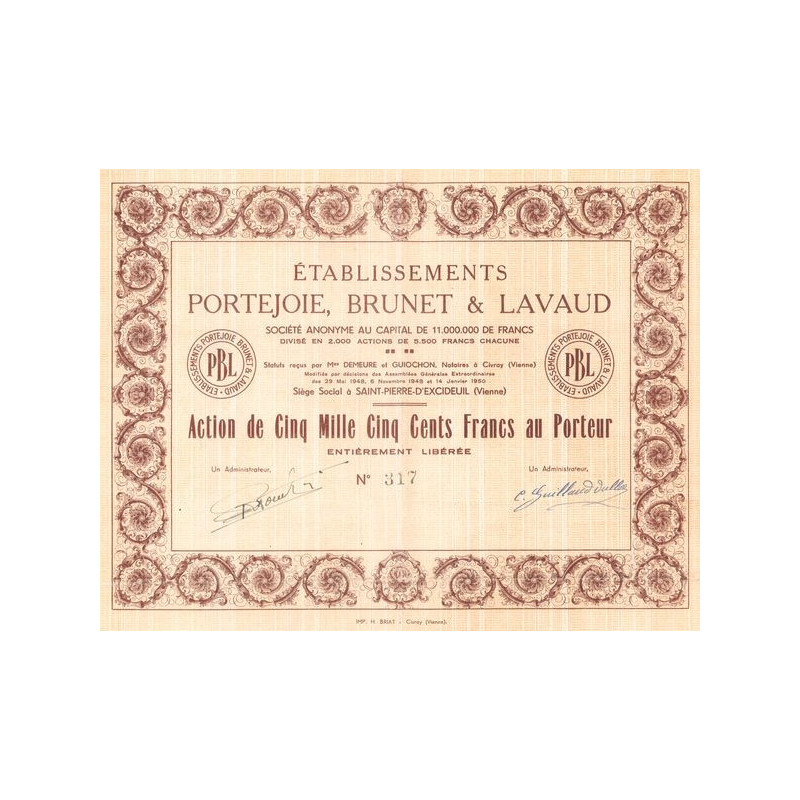 ÉTABLISSEMENTS
PORTEJOIE, BRUNET & LAVAUD
SOCIÉTÉ ANONYME AU CAPITAL DE 11.000.000 DE FRANCS
DIVISÉ EN 2.000 ACTIONS DE 5.500 FRANCS CHACUNE
ÉTABLISSEMENTS PORTEJOIE BRUNET & LAVAUD
PBL
Statuts reçus par Mes DEMEURE et GUIOCHON, Notaires à Civray (Vienne)
Modifiés par décisions des Assemblées Générales Extraordinaires
des 29 Mai 1948, 6 Novembre 1948 et 14 Janvier 1950
Siège Social à SAINT-PIERRE-D'EXCIDEUIL (Vienne)
ÉTABLISSEMENTS PORTEJOIE BRUNET & LAVAUD
PBL
Action de Cinq Mille Cinq Cents Francs au Porteur
ENTIÈREMENT LIBÉRÉE
Un Administrateur,
N° 317
Un Administrateur,
IMP. H. BRIAT - Civray (Vienne).